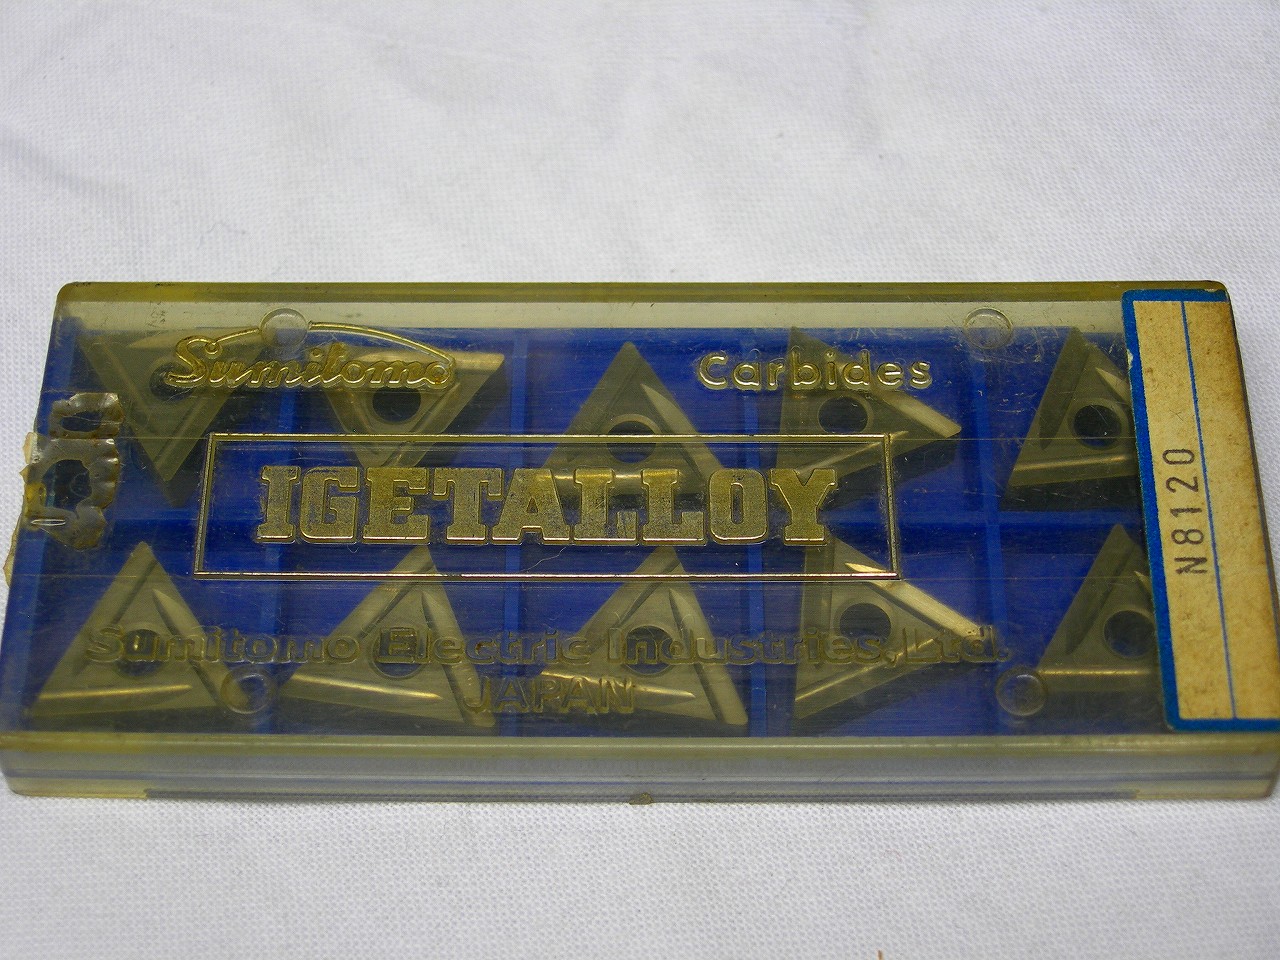 Sumitomo
Carbides
IGETALLOY
Sumitomo Electric Industries, Ltd.
JAPAN
N8120